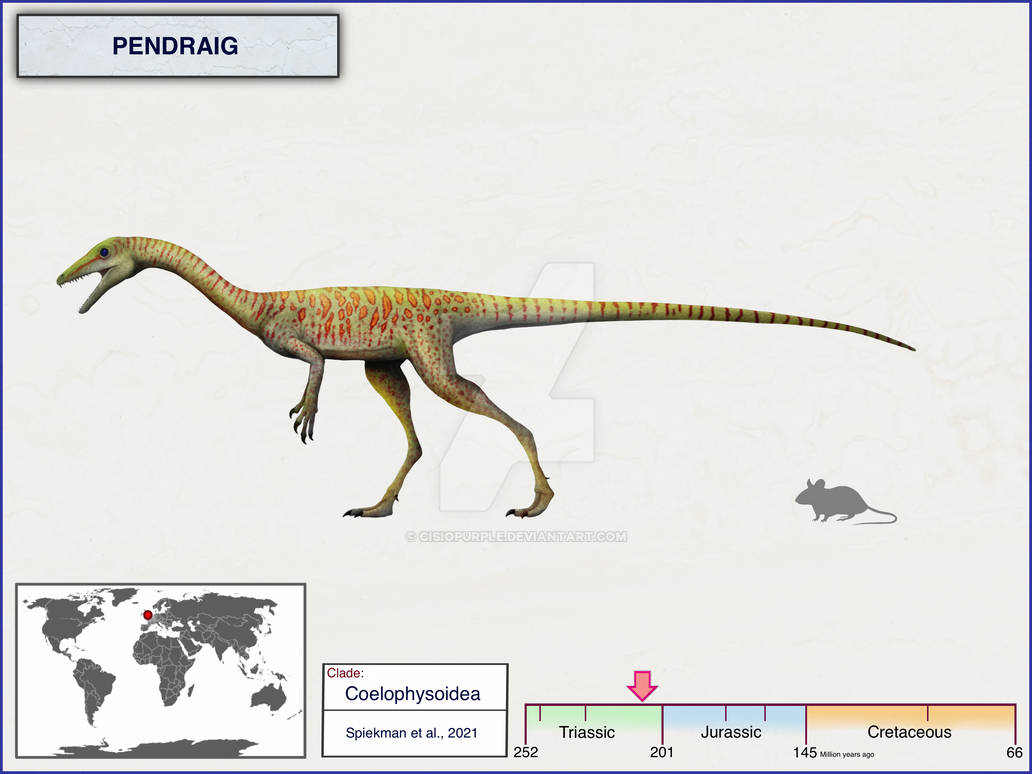 PENDRAIG
© CISIOPURPLE.DEVIANTART.COM
Clade:
Coelophysoidea
Spiekman et al., 2021
Triassic Jurassic Cretaceous
252 201 145 Million years ago 66